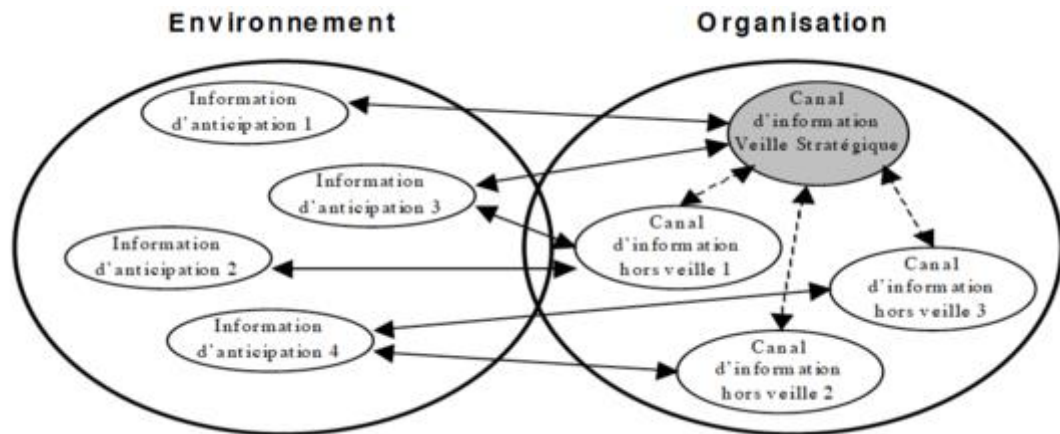 Environnement
Organisation
Information
d'anticipation 1
Canal
d'information
Veille Stratégique
Information
d'anticipation 3
Canal
d'information
hors veille 1
Information
d'anticipation 2
Canal
d'information
hors veille 3
Information
d'anticipation 4
Canal
d'information
hors veille 2